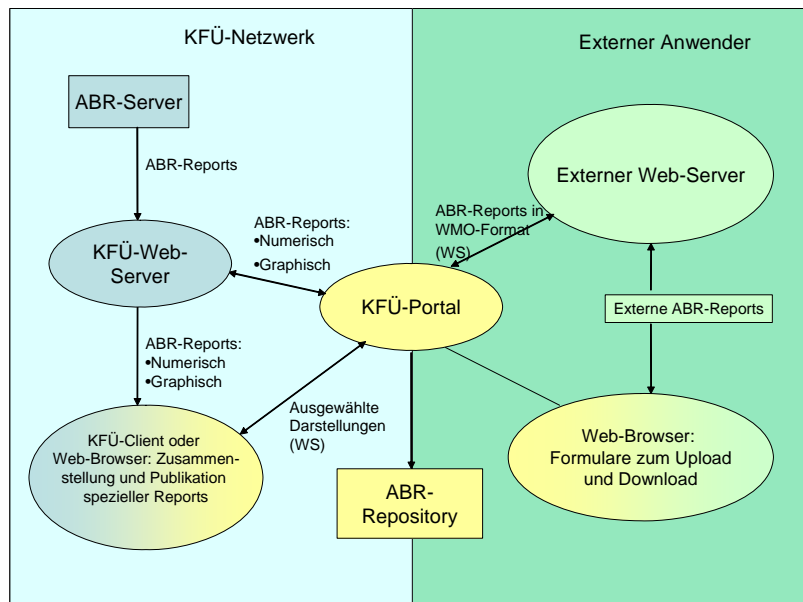 KFÜ-Netzwerk
Externer Anwender
ABR-Server
ABR-Reports
Externer Web-Server
ABR-Reports in
WMO-Format
(WS)
ABR-Reports:
•Numerisch
•Graphisch
KFÜ-Web-
Server
KFÜ-Portal
Externe ABR-Reports
ABR-Reports:
•Numerisch
•Graphisch
Ausgewählte
Darstellungen
(WS)
KFÜ-Client oder
Web-Browser: Zusammen-
stellung und Publikation
spezieller Reports
Web-Browser:
Formulare zum Upload
und Download
ABR-
Repository